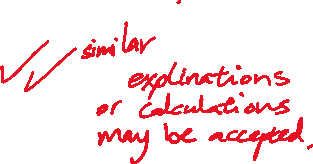 similar
explinations
or calculations
may be accepted.